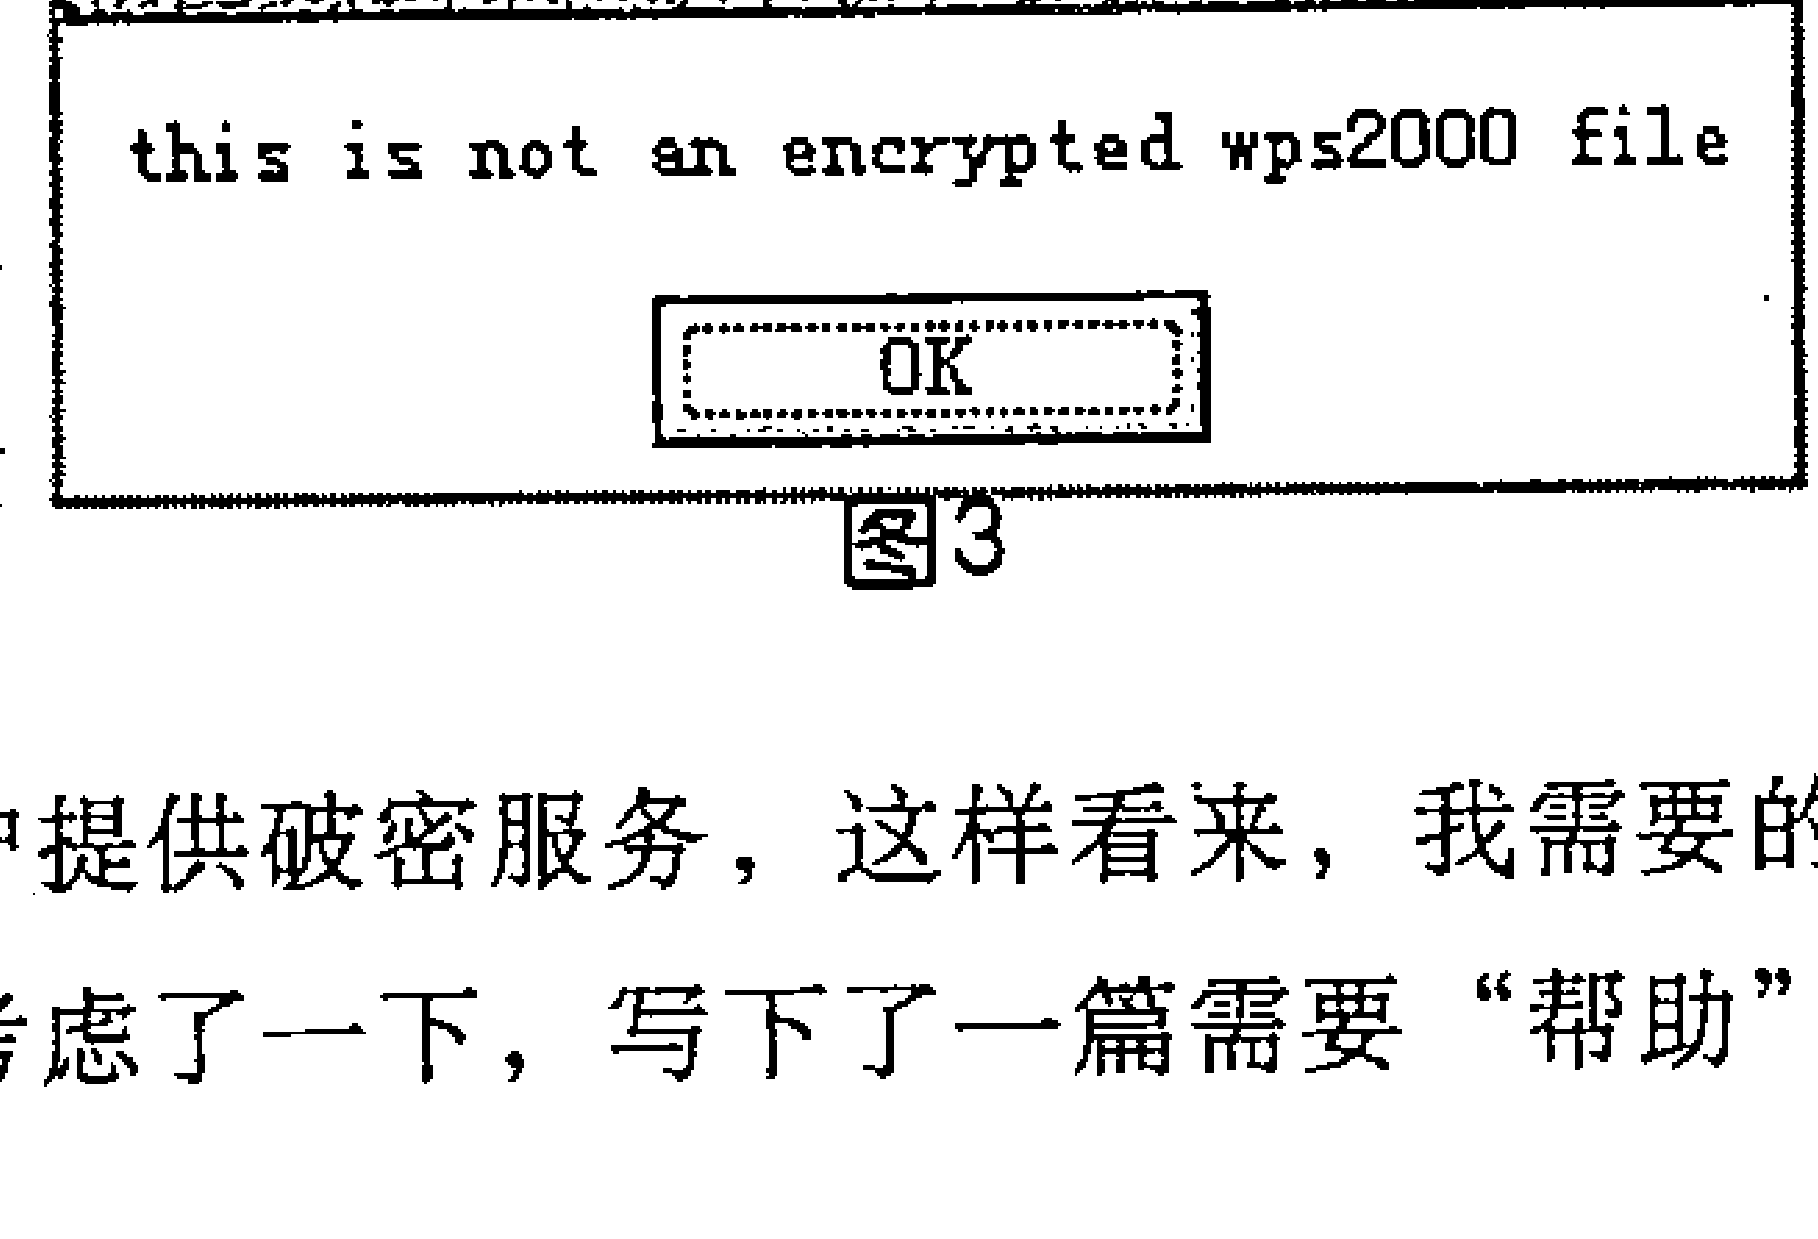 this is not an encrypted wps2000 file
OK
图3
提供破密服务，这样看来，我需要的
考虑了一下，写下了一篇需要“帮助”